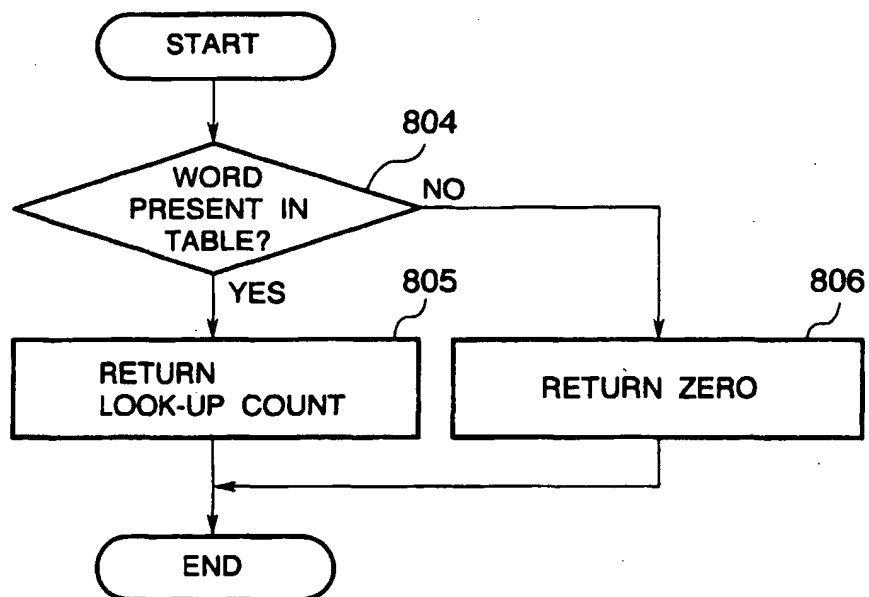 START
804
WORD
PRESENT IN
TABLE?
NO
YES
805
806
RETURN
LOOK-UP COUNT
RETURN ZERO
END